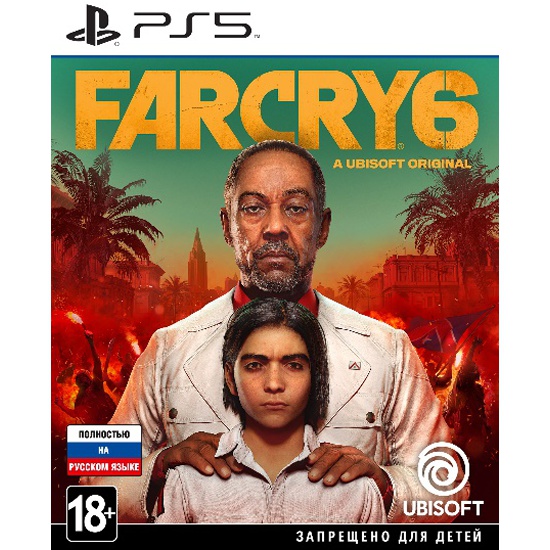 PS5
FARCRY6
A UBISOFT ORIGINAL
ПОЛНОСТЬЮ
НА
РУССКОМ ЯЗЫКЕ
18+
UBISOFT
ЗАПРЕЩЕНО ДЛЯ ДЕТЕЙ